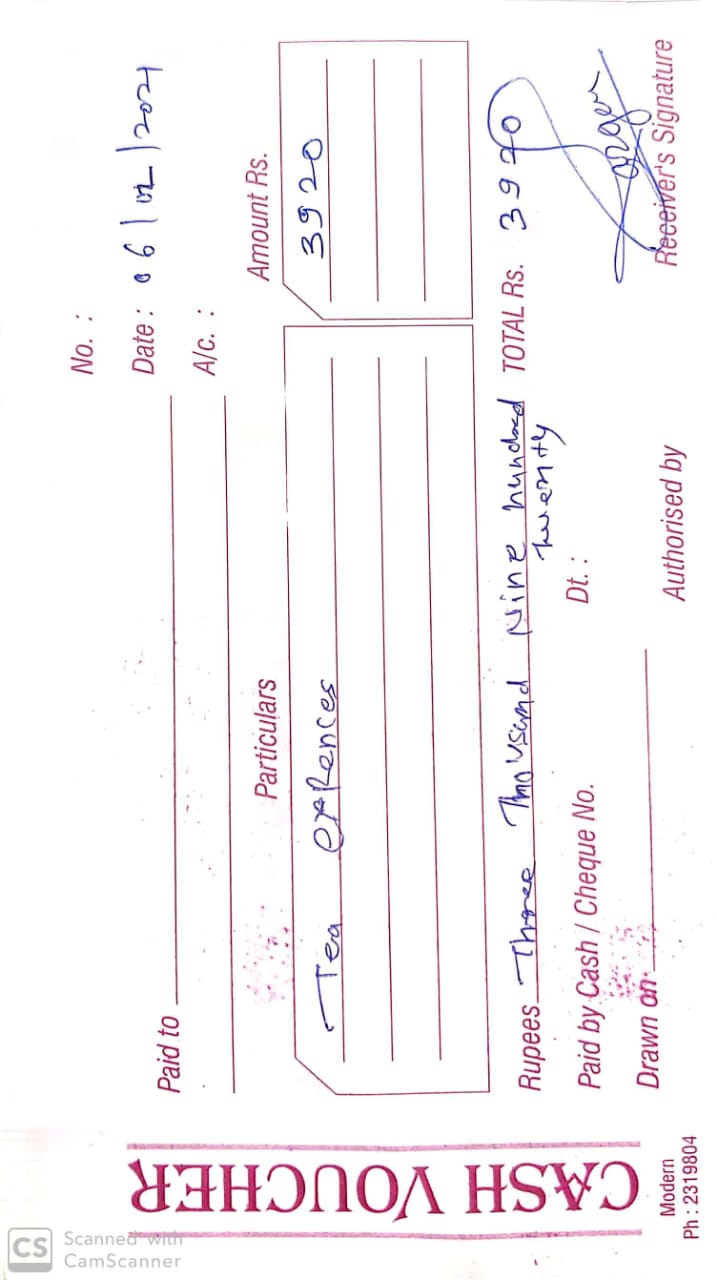 CASH VOUCHER
Modern
Ph : 2319804
No. :
Paid to
Date : 06/02/2021
A/c. :
Particulars Amount Rs.
Tea expences 3920
Rupees Three Thousand Nine hundred TOTAL Rs. 3920
twenty
Paid by Cash / Cheque No. Dt. :
Drawn on
Authorised by Receiver's Signature
CS Scanned with
CamScanner